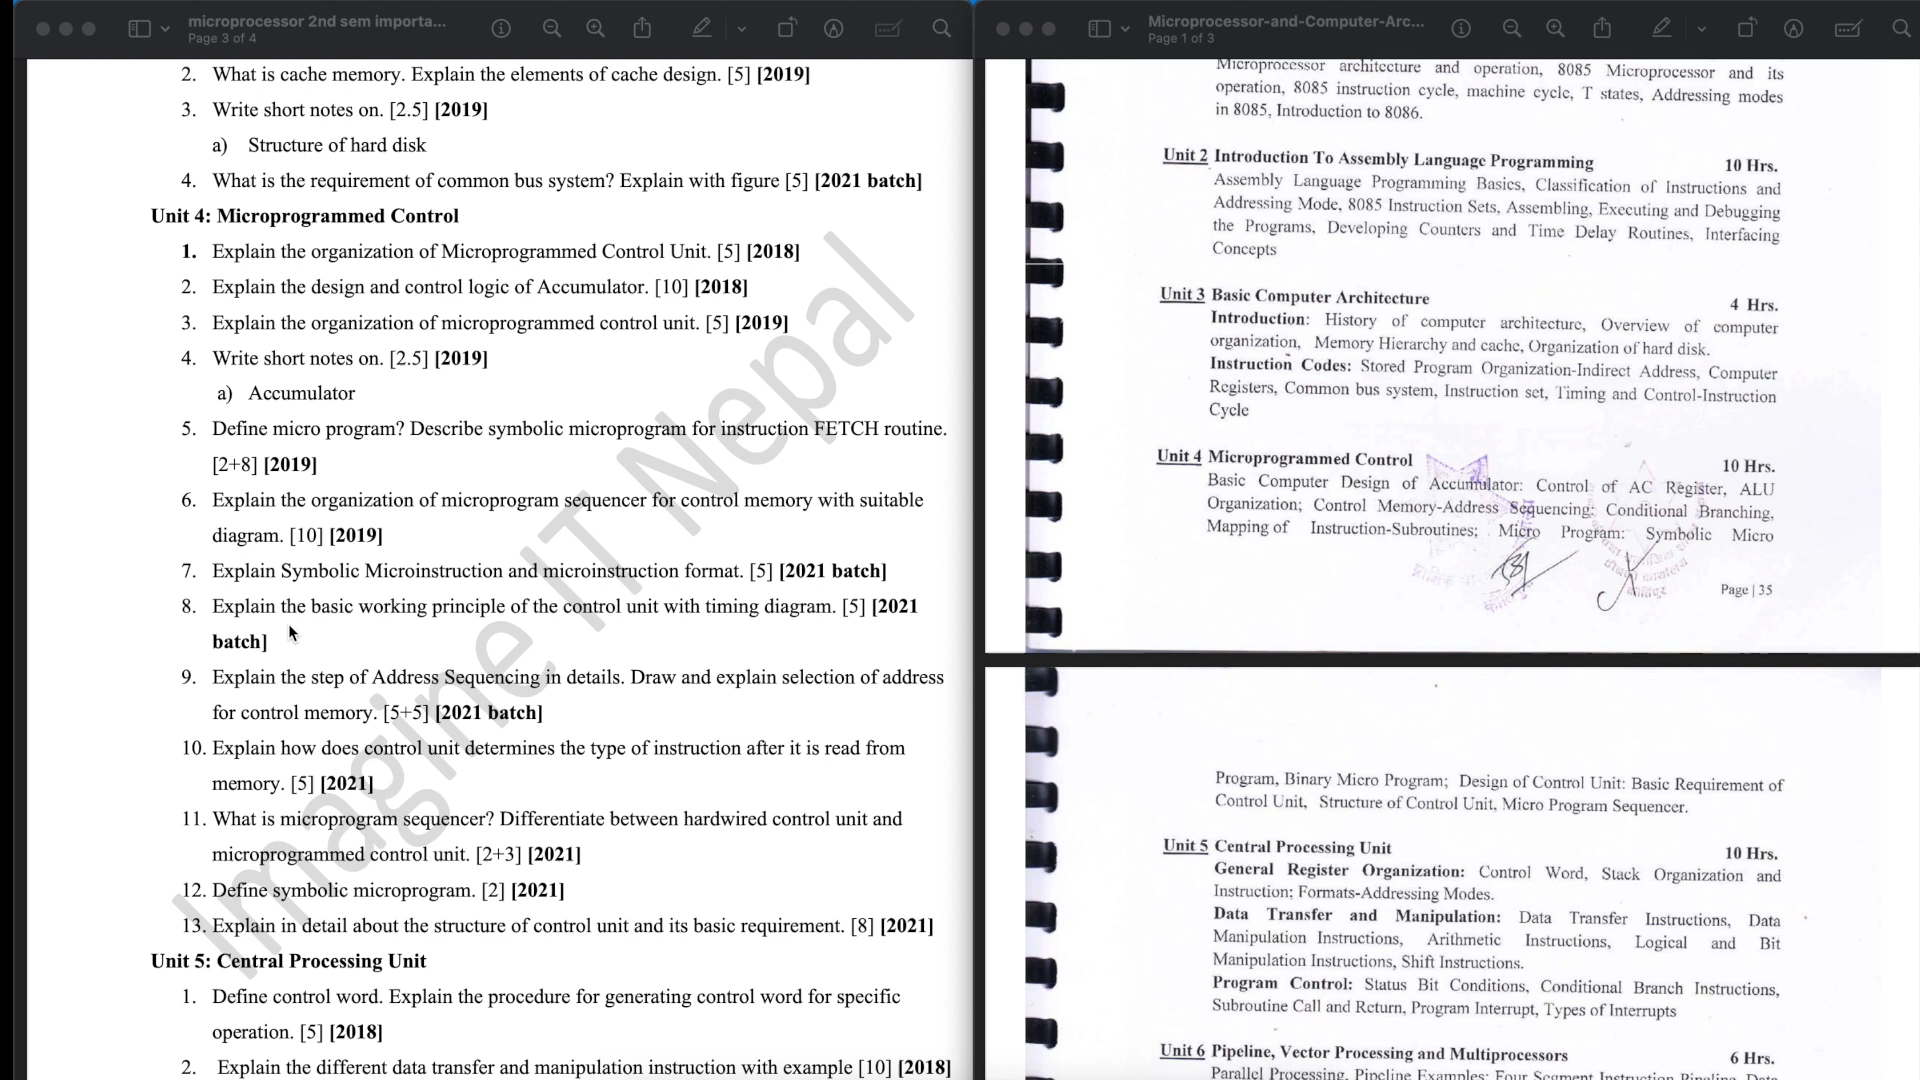 microprocessor 2nd sem importa...
Page 3 of 4
2. What is cache memory. Explain the elements of cache design. [5] [2019]
3. Write short notes on. [2.5] [2019]
a) Structure of hard disk
4. What is the requirement of common bus system? Explain with figure [5] [2021 batch]
Unit 4: Microprogrammed Control
1. Explain the organization of Microprogrammed Control Unit. [5] [2018]
2. Explain the design and control logic of Accumulator. [10] [2018]
3. Explain the organization of microprogrammed control unit. [5] [2019]
4. Write short notes on. [2.5] [2019]
a) Accumulator
5. Define micro program? Describe symbolic microprogram for instruction FETCH routine.
[2+8] [2019]
6. Explain the organization of microprogram sequencer for control memory with suitable
diagram. [10] [2019]
7. Explain Symbolic Microinstruction and microinstruction format. [5] [2021 batch]
8. Explain the basic working principle of the control unit with timing diagram. [5] [2021
batch]
9. Explain the step of Address Sequencing in details. Draw and explain selection of address
for control memory. [5+5] [2021 batch]
10. Explain how does control unit determines the type of instruction after it is read from
memory. [5] [2021]
11. What is microprogram sequencer? Differentiate between hardwired control unit and
microprogrammed control unit. [2+3] [2021]
12. Define symbolic microprogram. [2] [2021]
13. Explain in detail about the structure of control unit and its basic requirement. [8] [2021]
Unit 5: Central Processing Unit
1. Define control word. Explain the procedure for generating control word for specific
operation. [5] [2018]
2. Explain the different data transfer and manipulation instruction with example [10] [2018]
Imagine IT Nepal
Microprocessor-and-Computer-Arc...
Page 1 of 3
Microprocessor architecture and operation, 8085 Microprocessor and its
operation, 8085 instruction cycle, machine cycle, T states, Addressing modes
in 8085, Introduction to 8086.
Unit 2 Introduction To Assembly Language Programming 10 Hrs.
Assembly Language Programming Basics, Classification of Instructions and
Addressing Mode, 8085 Instruction Sets, Assembling, Executing and Debugging
the Programs, Developing Counters and Time Delay Routines, Interfacing
Concepts
Unit 3 Basic Computer Architecture 4 Hrs.
Introduction: History of computer architecture, Overview of computer
organization, Memory Hierarchy and cache, Organization of hard disk.
Instruction Codes: Stored Program Organization-Indirect Address, Computer
Registers, Common bus system, Instruction set, Timing and Control-Instruction
Cycle
Unit 4 Microprogrammed Control 10 Hrs.
Basic Computer Design of Accumulator: Control of AC Register, ALU
Organization; Control Memory-Address Sequencing: Conditional Branching,
Mapping of Instruction-Subroutines; Micro Program: Symbolic Micro
Page | 35
Program, Binary Micro Program; Design of Control Unit: Basic Requirement of
Control Unit, Structure of Control Unit, Micro Program Sequencer.
Unit 5 Central Processing Unit 10 Hrs.
General Register Organization: Control Word, Stack Organization and
Instruction; Formats-Addressing Modes.
Data Transfer and Manipulation: Data Transfer Instructions, Data
Manipulation Instructions, Arithmetic Instructions, Logical and Bit
Manipulation Instructions, Shift Instructions.
Program Control: Status Bit Conditions, Conditional Branch Instructions,
Subroutine Call and Return, Program Interrupt, Types of Interrupts
Unit 6 Pipeline, Vector Processing and Multiprocessors 6 Hrs.
Parallel Processing, Pipeline Examples: Four Segment Instruction Pipeline, Data